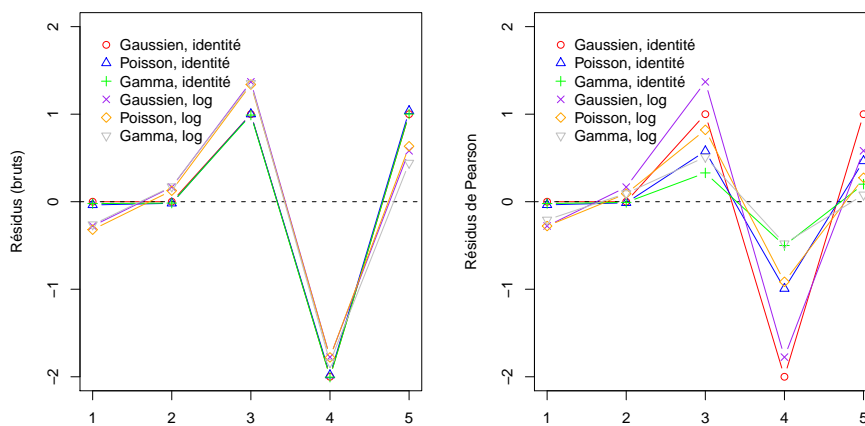 2
1
0
-1
-2
Résidus (bruts)
Gaussien, identité
Poisson, identité
Gamma, identité
Gaussien, log
Poisson, log
Gamma, log
1 2 3 4 5
2
1
0
-1
-2
Résidus de Pearson
Gaussien, identité
Poisson, identité
Gamma, identité
Gaussien, log
Poisson, log
Gamma, log
1 2 3 4 5